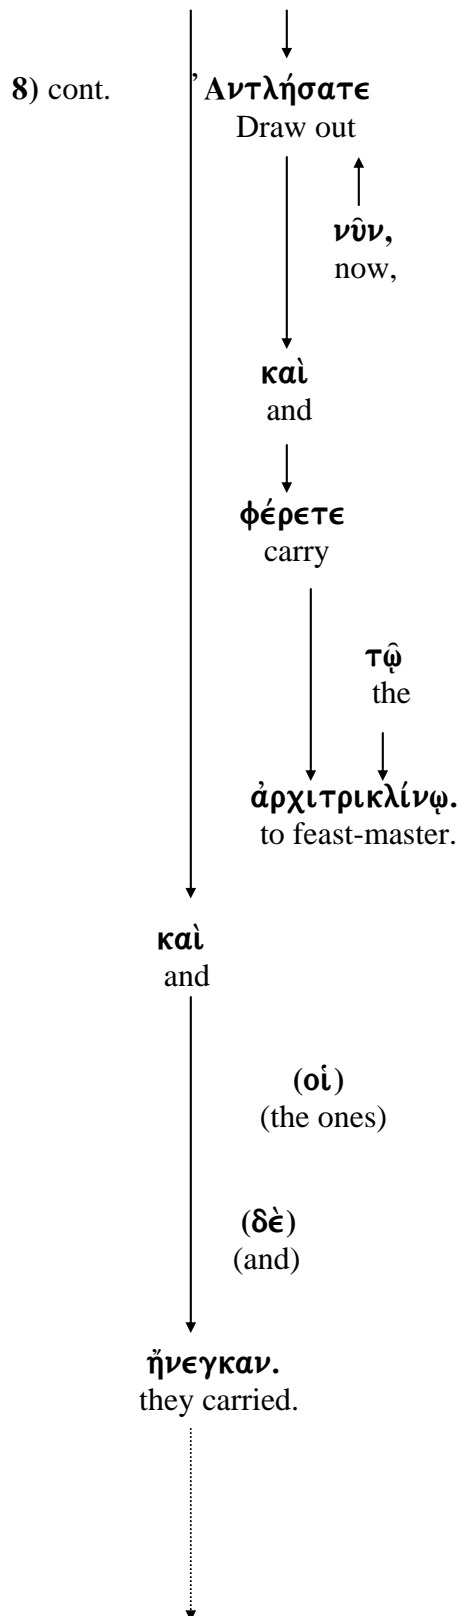 8) cont. ’Αντλήσατε
Draw out
νῦν,
now,
καὶ
and
φέρετε
carry
τῷ
the
ἀρχιτρικλίνῳ.
to feast-master.
καὶ
and
(οἱ)
(the ones)
(δὲ)
(and)
ἤνεγκαν.
they carried.